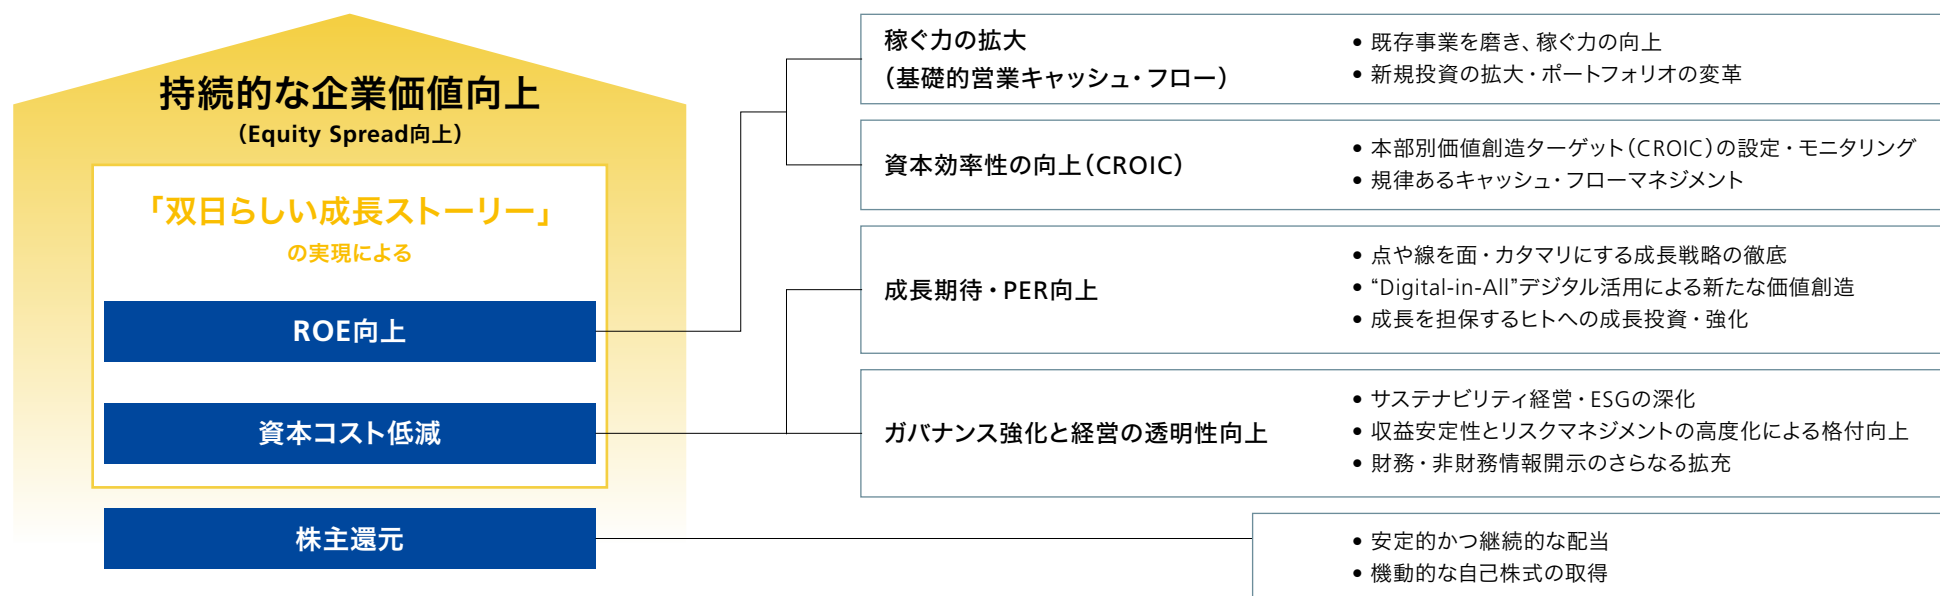 持続的な企業価値向上
（Equity Spread向上）
「双日らしい成長ストーリー」
の実現による
ROE向上
資本コスト低減
株主還元
稼ぐ力の拡大
（基礎的営業キャッシュ・フロー）
• 既存事業を磨き、稼ぐ力の向上
• 新規投資の拡大・ポートフォリオの変革
資本効率性の向上（CROIC）
• 本部別価値創造ターゲット（CROIC）の設定・モニタリング
• 規律あるキャッシュ・フローマネジメント
成長期待・PER向上
• 点や線を面・カタマリにする成長戦略の徹底
• “Digital-in-All”デジタル活用による新たな価値創造
• 成長を担保するヒトへの成長投資・強化
ガバナンス強化と経営の透明性向上
• サステナビリティ経営・ESGの深化
• 収益安定性とリスクマネジメントの高度化による格付向上
• 財務・非財務情報開示のさらなる拡充
• 安定的かつ継続的な配当
• 機動的な自己株式の取得